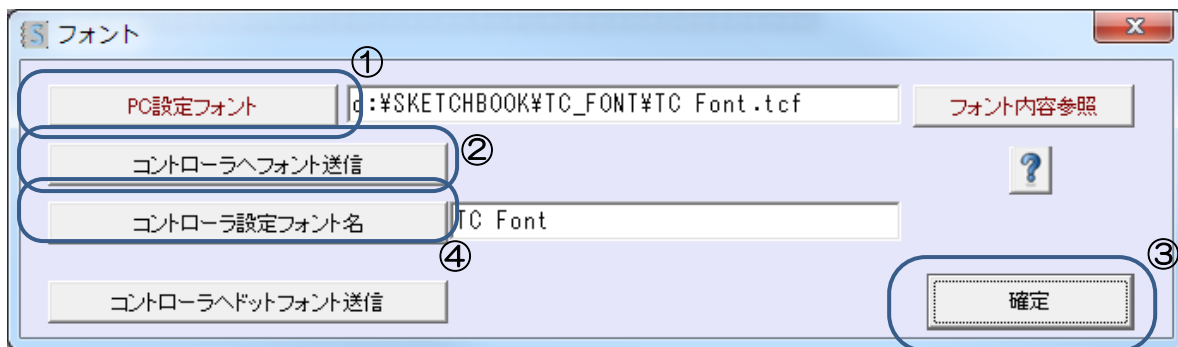 フォント
①
PC設定フォント c:¥SKETCHBOOK¥TC_FONT¥TC Font.tcf フォント内容参照
コントローラへフォント送信 ② ?
コントローラ設定フォント名 TC Font
④ ③
コントローラへドットフォント送信 確定